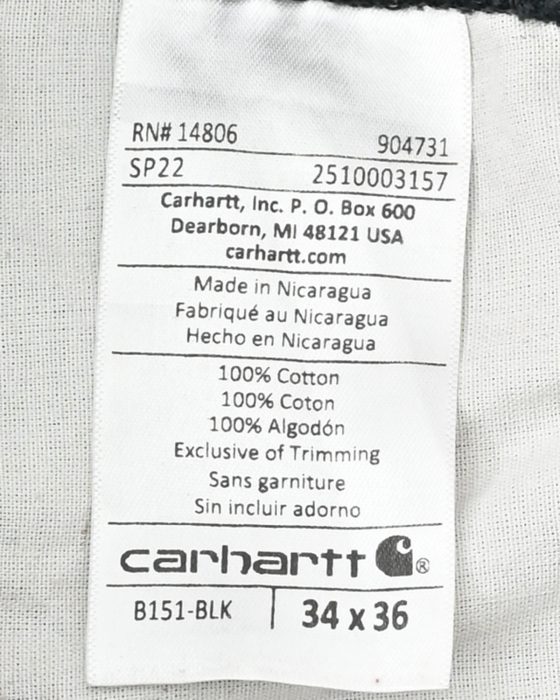 RN# 14806 904731
SP22 2510003157
Carhartt, Inc. P. O. Box 600
Dearborn, MI 48121 USA
carhartt.com
Made in Nicaragua
Fabriqué au Nicaragua
Hecho en Nicaragua
100% Cotton
100% Coton
100% Algodón
Exclusive of Trimming
Sans garniture
Sin incluir adorno
carhartt ®
B151-BLK | 34 x 36